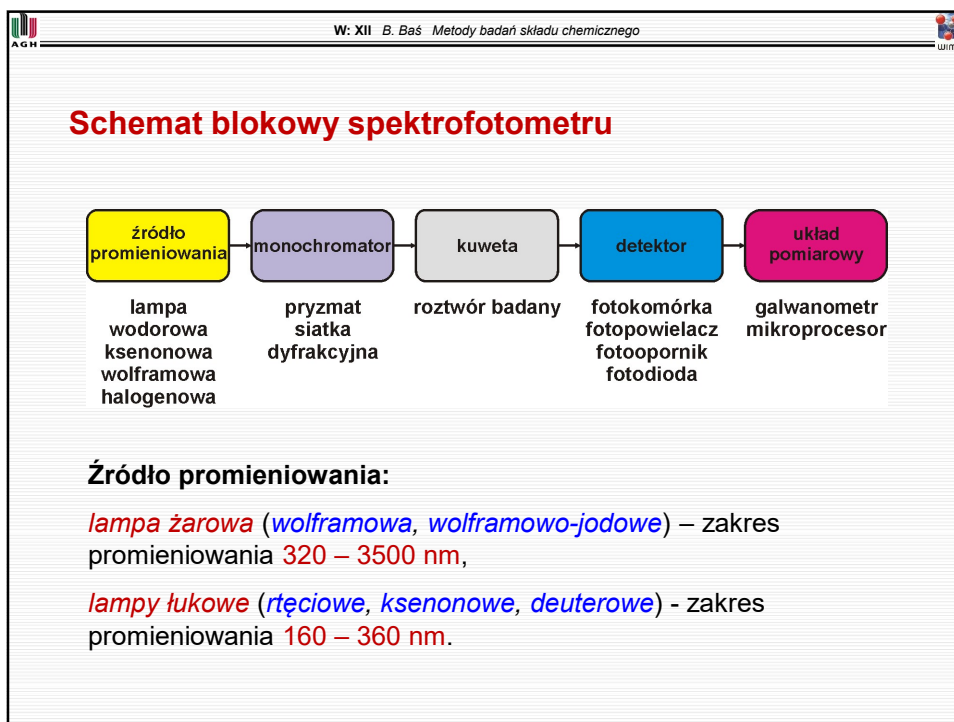 AGH
W: XII B. Baś Metody badań składu chemicznego
WIM
Schemat blokowy spektrofotometru
źródło
promieniowania
monochromator
kuweta
detektor
układ
pomiarowy
lampa
wodorowa
ksenonowa
wolframowa
halogenowa
pryzmat
siatka
dyfrakcyjna
roztwór badany
fotokomórka
fotopowielacz
fotoopornik
fotodioda
galwanometr
mikroprocesor
Źródło promieniowania:
lampa żarowa (wolframowa, wolframowo-jodowe) – zakres
promieniowania 320 – 3500 nm,
lampy łukowe (rtęciowe, ksenonowe, deuterowe) - zakres
promieniowania 160 – 360 nm.